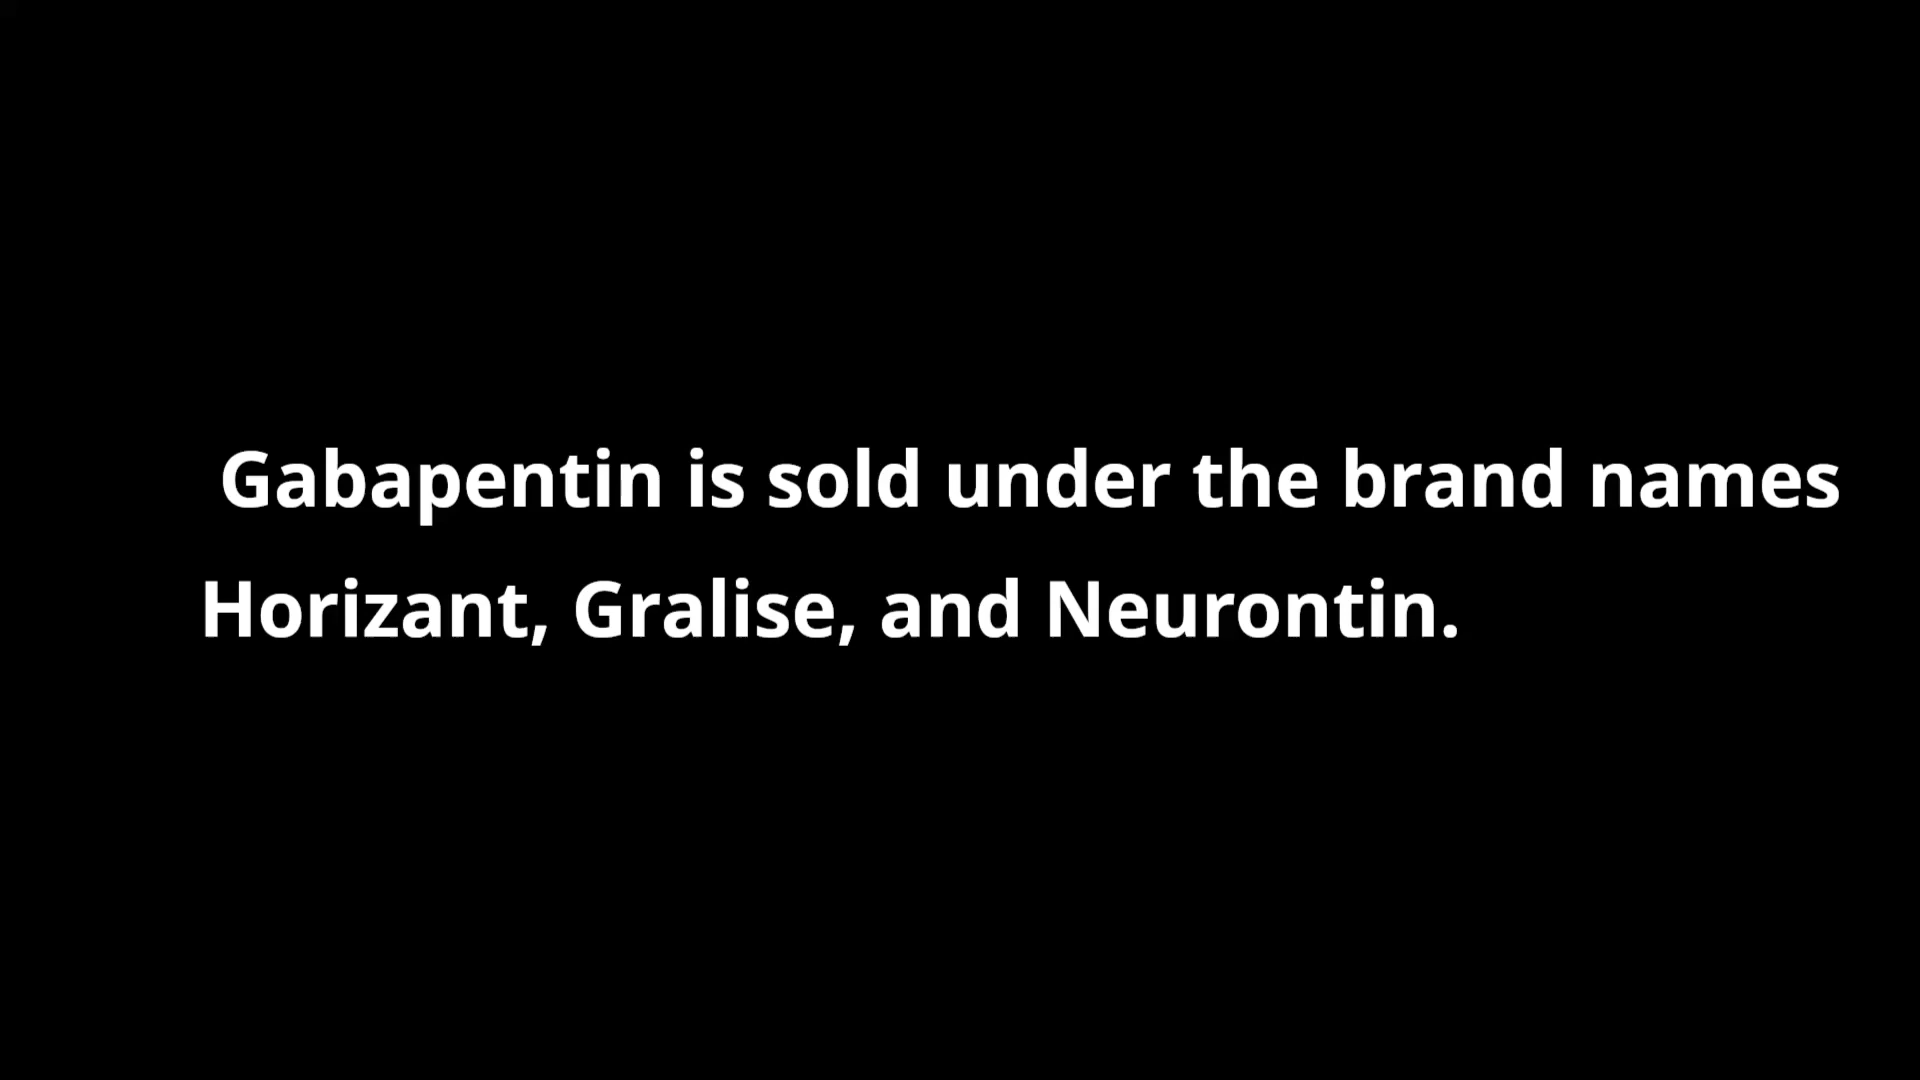 Gabapentin is sold under the brand names
Horizant, Gralise, and Neurontin.